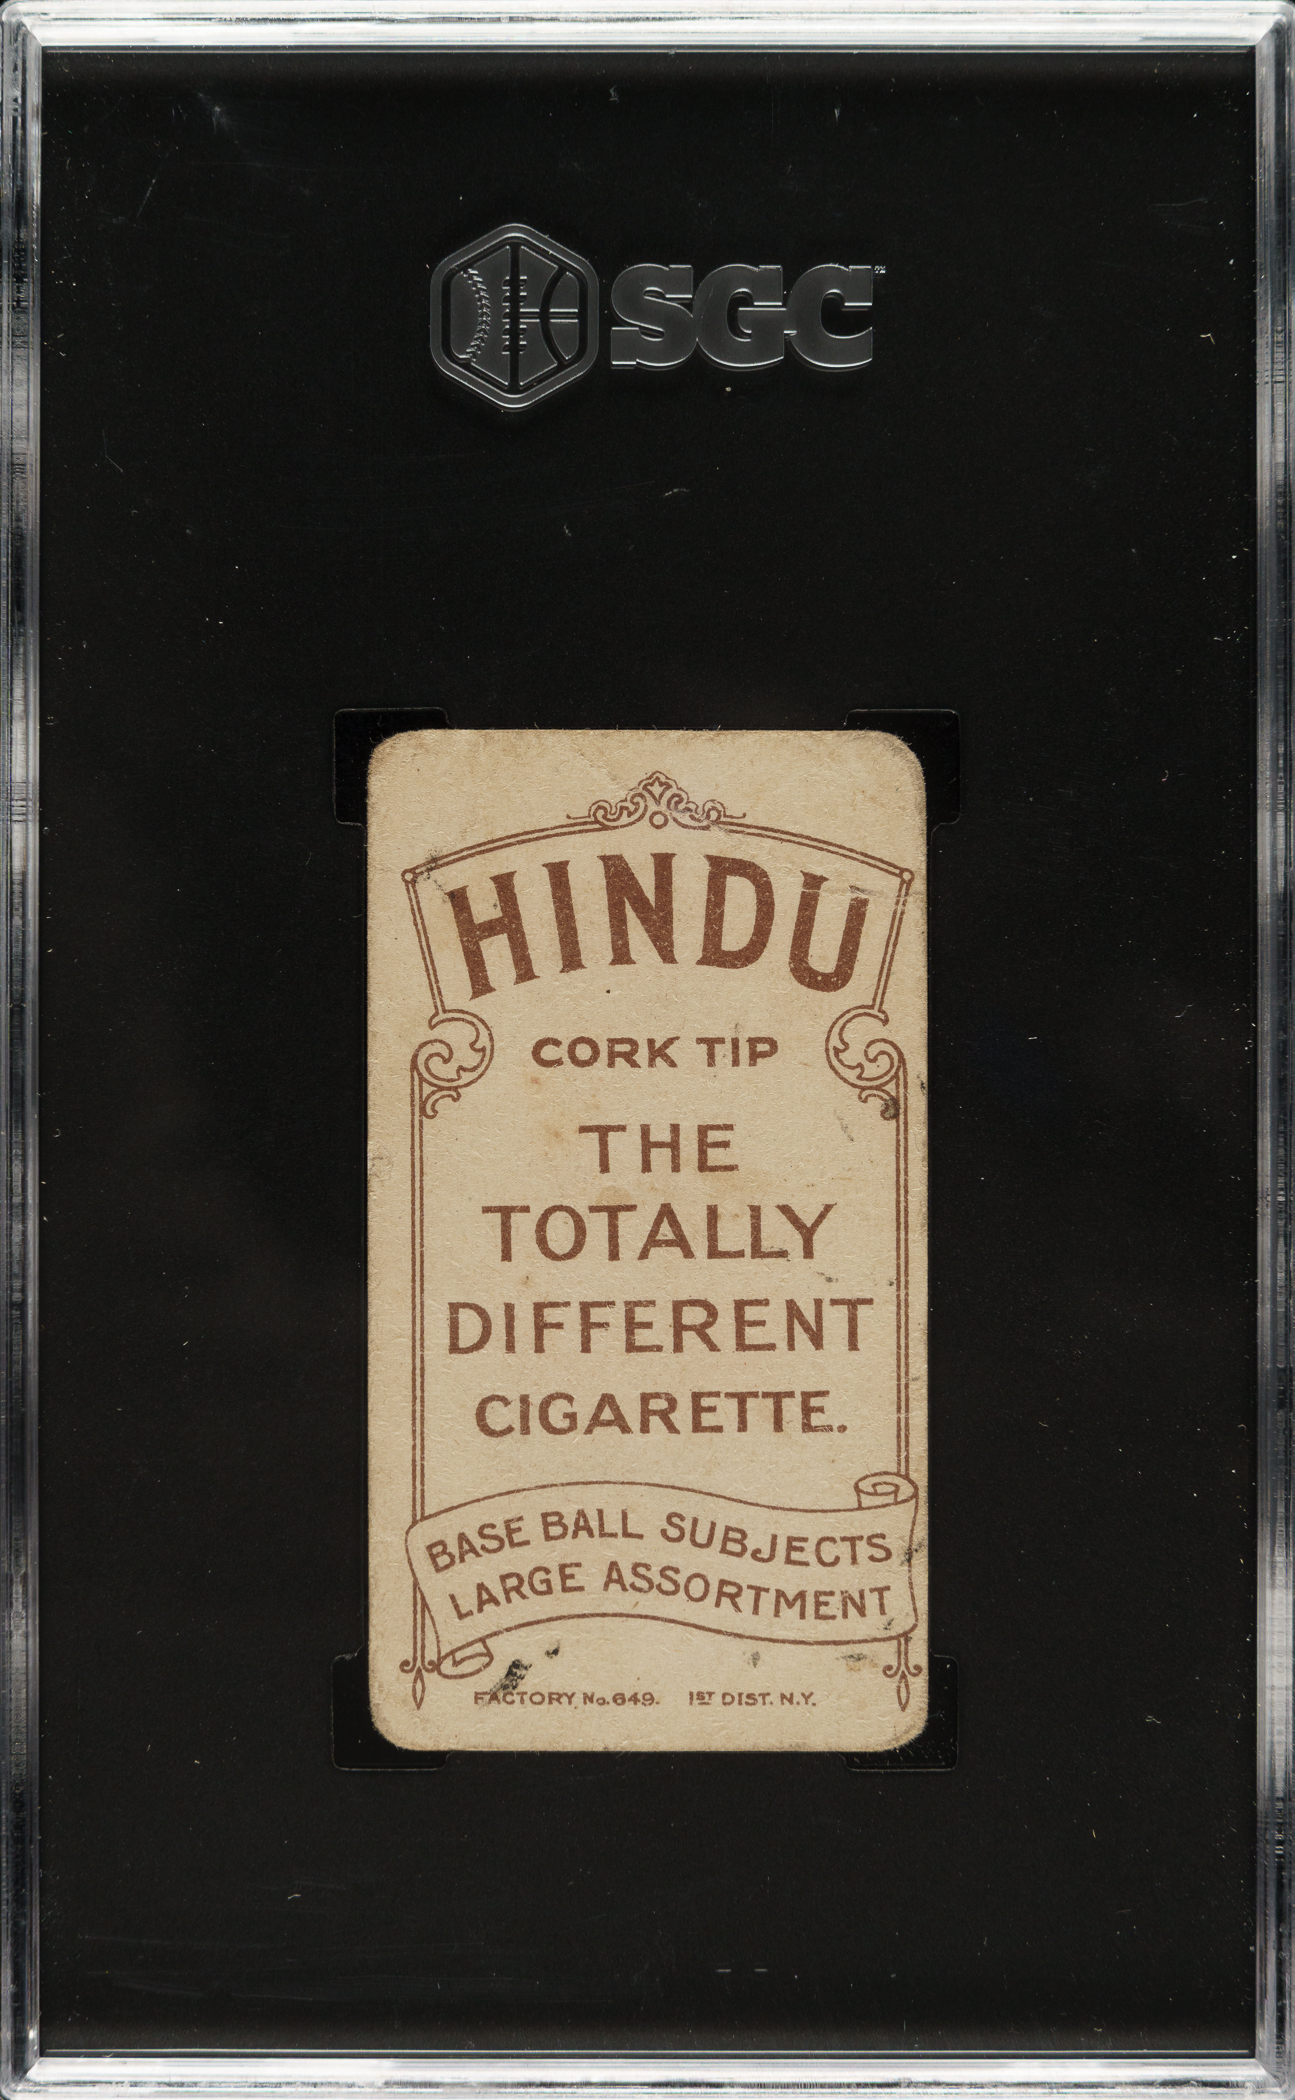 SGC
HINDU
CORK TIP
THE
TOTALLY
DIFFERENT
CIGARETTE.
BASE BALL SUBJECTS
LARGE ASSORTMENT
FACTORY No. 649. 1ST DIST. N.Y.